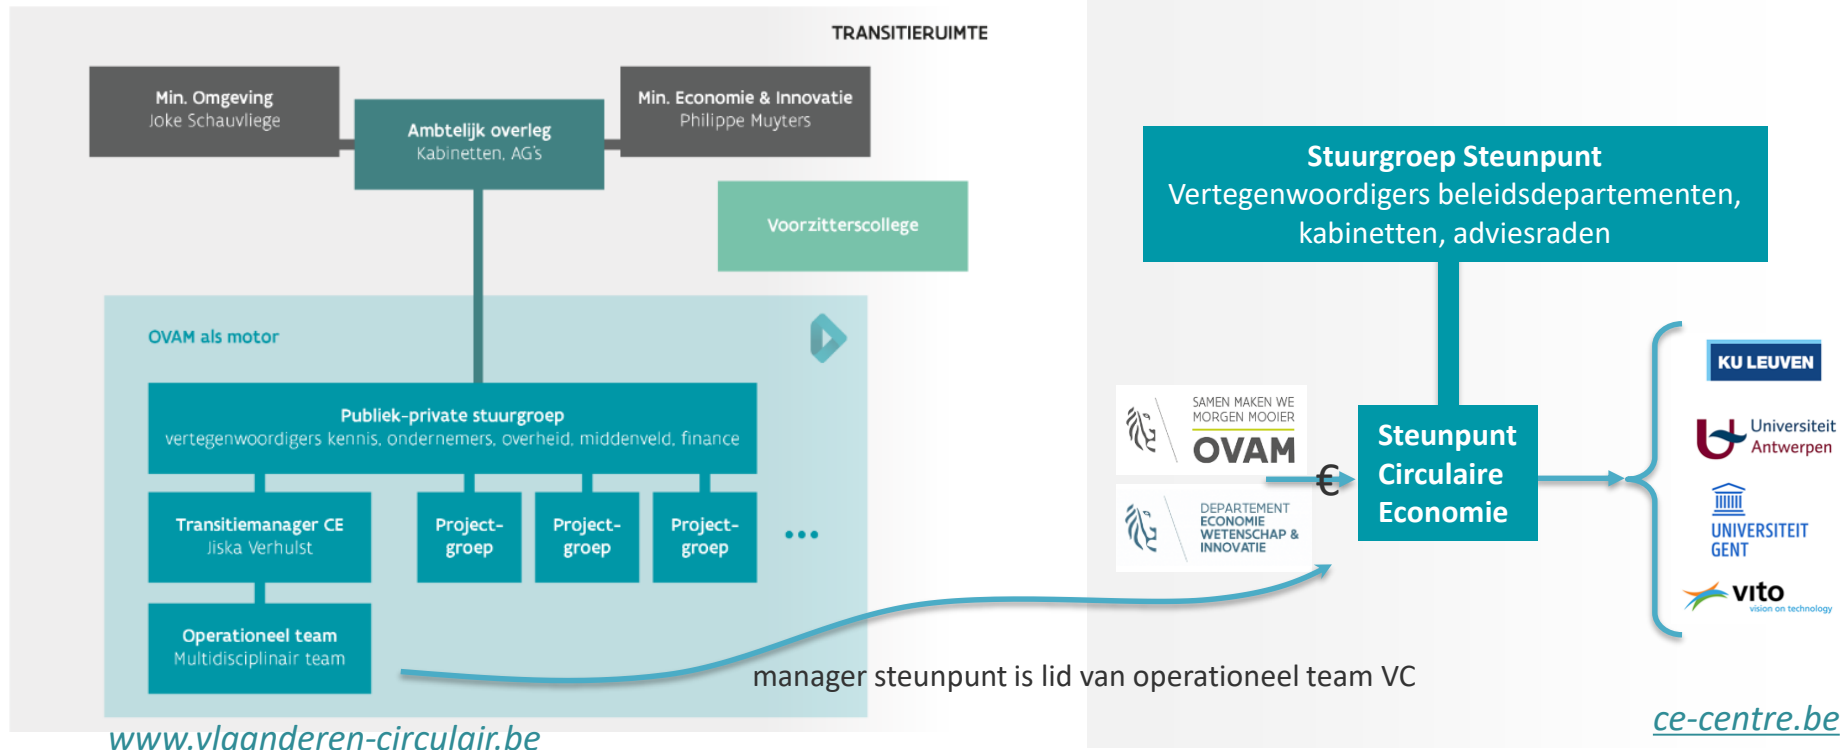 TRANSITIERUIMTE
Min. Omgeving
Joke Schauvliege
Ambtelijk overleg
Kabinetten, AG's
Min. Economie & Innovatie
Philippe Muyters
Voorzitterscollege
OVAM als motor
Publiek-private stuurgroep
vertegenwoordigers kennis, ondernemers, overheid, middenveld, finance
Transitiemanager CE
Jiska Verhulst
Project-
groep
Project-
groep
Project-
groep
...
Operationeel team
Multidisciplinair team
www.vlaanderen-circulair.be
manager steunpunt is lid van operationeel team VC
Stuurgroep Steunpunt
Vertegenwoordigers beleidsdepartementen,
kabinetten, adviesraden
SAMEN MAKEN WE
MORGEN MOOIER
OVAM
€
DEPARTEMENT
ECONOMIE
WETENSCHAP &
INNOVATIE
Steunpunt
Circulaire
Economie
KU LEUVEN
Universiteit
Antwerpen
UNIVERSITEIT
GENT
vito
vision on technology
ce-centre.be